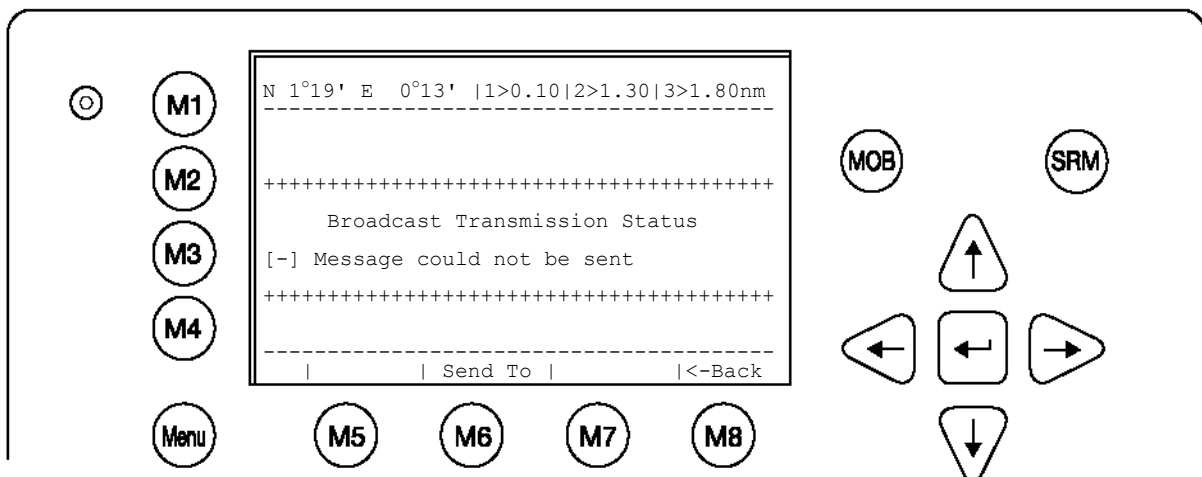 M1
N 1°19' E 0°13' |1>0.10|2>1.30|3>1.80nm
----------------------------------------
MOB
SRM
M2
++++++++++++++++++++++++++++++++++++++++
Broadcast Transmission Status
M3
[-] Message could not be sent
++++++++++++++++++++++++++++++++++++++++
M4
----------------------------------------
| | Send To | |<-Back
Menu
M5
M6
M7
M8